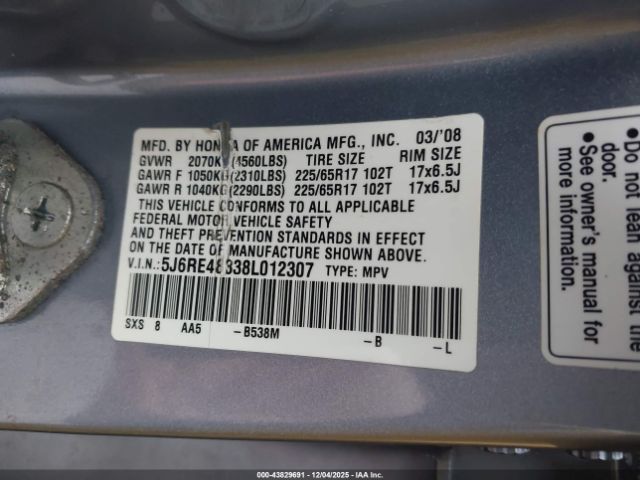 MFD. BY HONDA OF AMERICA MFG., INC. 03/'08
GVWR 2070KG (4560LBS) TIRE SIZE RIM SIZE
GAWR F 1050KG (2310LBS) 225/65R17 102T 17x6.5J
GAWR R 1040KG (2290LBS) 225/65R17 102T 17x6.5J
THIS VEHICLE CONFORMS TO ALL APPLICABLE
FEDERAL MOTOR VEHICLE SAFETY
AND THEFT PREVENTION STANDARDS IN EFFECT
ON THE DATE OF MANUFACTURE SHOWN ABOVE.
V.I.N.: 5J6RE48338L012307 TYPE: MPV
SXS 8 AA5 -B538M -B -L
•Do not lean against the
door.
•See owner's manual for
more information.
000-43829691 - 12/04/2025 - IAAI, Inc.